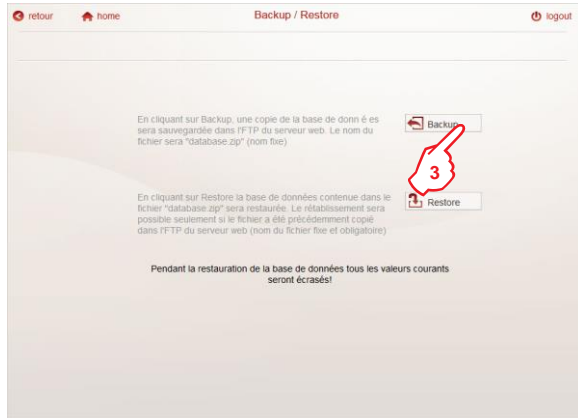 retour home Backup / Restore logout
En cliquant sur Backup, une copie de la base de donn é es
sera sauvegardée dans l'FTP du serveur web. Le nom du
fichier sera "database.zip" (nom fixe)
Backup
3
En cliquant sur Restore la base de données contenue dans le
fichier "database.zip" sera restaurée. Le rétablissement sera
possible seulement si le fichier a été précédemment copié
dans l'FTP du serveur web (nom du fichier fixe et obligatoire)
Restore
Pendant la restauration de la base de données tous les valeurs courants
seront écrasés!